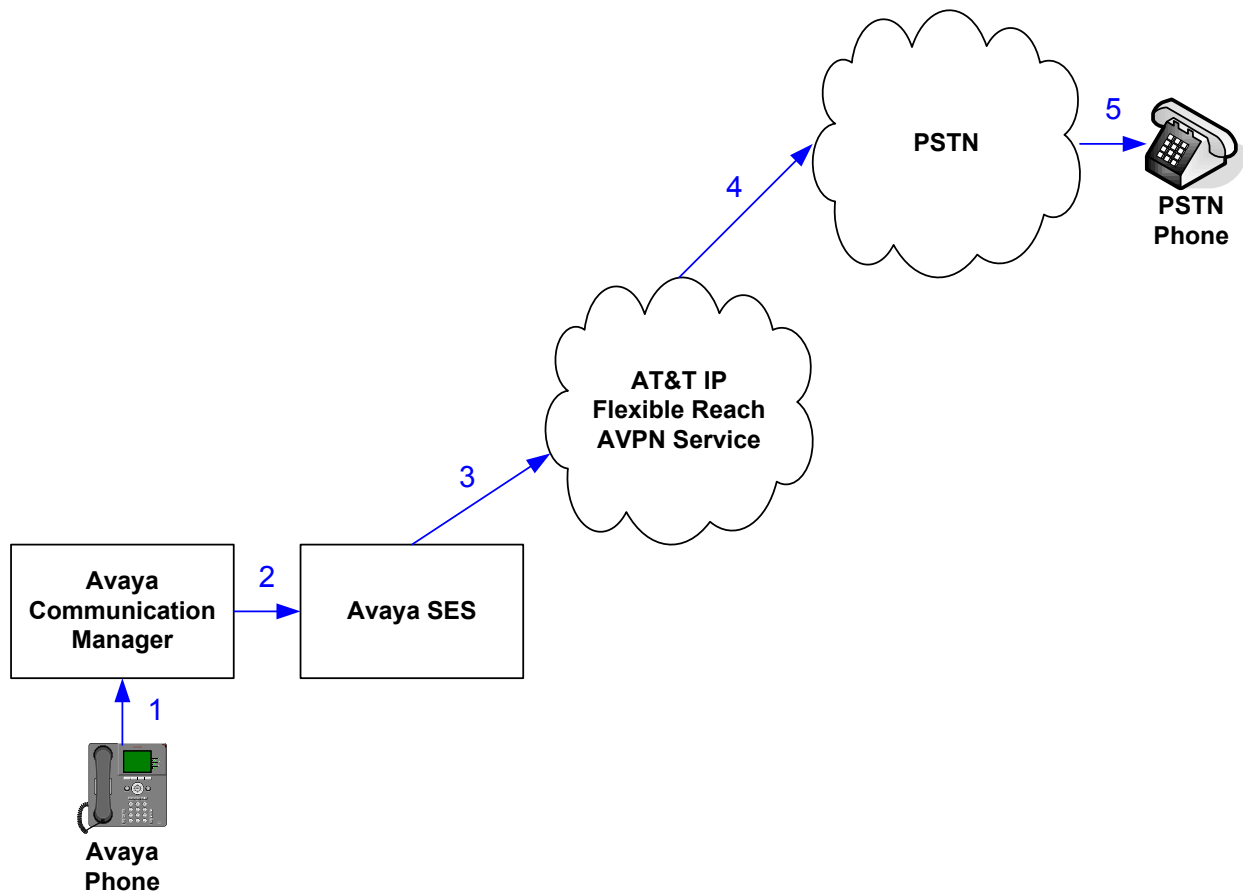 PSTN
5
PSTN
Phone
4
AT&T IP
Flexible Reach
AVPN Service
3
Avaya
Communication
Manager
2
Avaya SES
1
Avaya
Phone